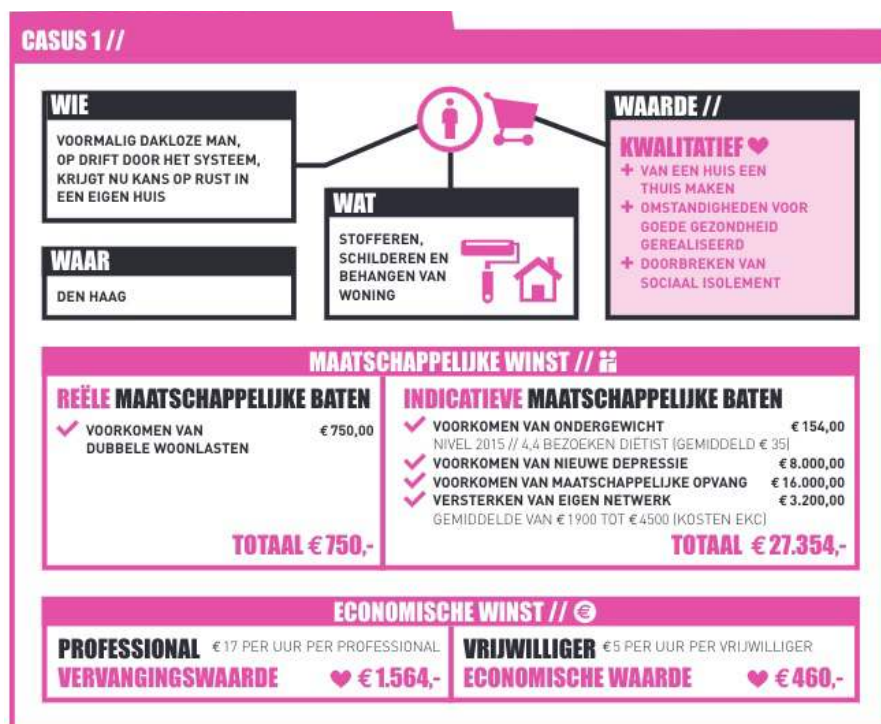 CASUS 1 //
WIE
VOORMALIG DAKLOZE MAN,
OP DRIFT DOOR HET SYSTEEM,
KRIJGT NU KANS OP RUST IN
EEN EIGEN HUIS
WAAR
DEN HAAG
WAT
STOFFEREN,
SCHILDEREN EN
BEHANGEN VAN
WONING
WAARDE //
KWALITATIEF
+ VAN EEN HUIS EEN
THUIS MAKEN
+ OMSTANDIGHEDEN VOOR
GOEDE GEZONDHEID
GEREALISEERD
+ DOORBREKEN VAN
SOCIAAL ISOLEMENT
MAATSCHAPPELIJKE WINST //
REËLE MAATSCHAPPELIJKE BATEN
VOORKOMEN VAN € 750,00
DUBBELE WOONLASTEN
TOTAAL € 750,-
INDICATIEVE MAATSCHAPPELIJKE BATEN
VOORKOMEN VAN ONDERGEWICHT € 154,00
NIVEL 2015 // 4,4 BEZOEKEN DIËTIST (GEMIDDELD € 35)
VOORKOMEN VAN NIEUWE DEPRESSIE € 8.000,00
VOORKOMEN VAN MAATSCHAPPELIJKE OPVANG € 16.000,00
VERSTERKEN VAN EIGEN NETWERK € 3.200,00
GEMIDDELDE VAN € 1900 TOT € 4500 (KOSTEN EKC)
TOTAAL € 27.354,-
ECONOMISCHE WINST // €
PROFESSIONAL € 17 PER UUR PER PROFESSIONAL
VERVANGINGSWAARDE € 1.564,-
VRIJWILLIGER € 5 PER UUR PER VRIJWILLIGER
ECONOMISCHE WAARDE € 460,-